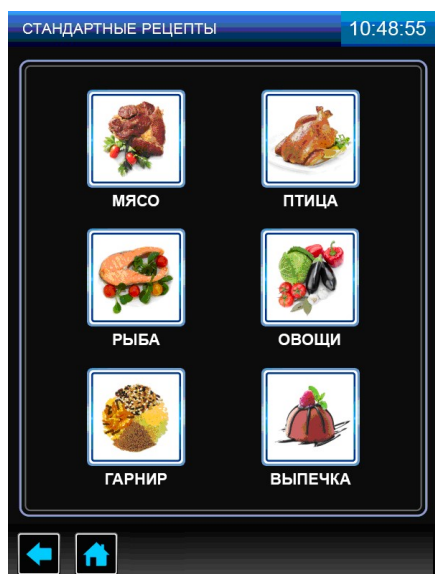 СТАНДАРТНЫЕ РЕЦЕПТЫ 10:48:55
МЯСО ПТИЦА
РЫБА ОВОЩИ
ГАРНИР ВЫПЕЧКА